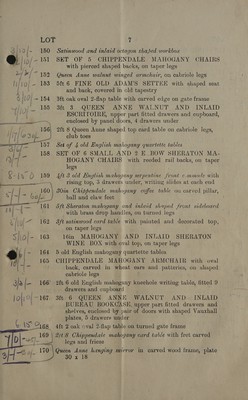 LOT 7
150 Satinwood and inlaid octagon shaped workbox
151 SET OF 5 CHIPPENDALE MAHOGANY CHAIRS
with pierced shaped backs, on taper legs
152 Queen Anne walnut winged armchair, on cabriole legs
153 5ft 6 FINE OLD ADAM'S SETTEE with shaped seat
and back, covered in old tapestry
154 3ft oak oval 2-flap table with carved edge on gate frame
155 3ft 3 QUEEN ANNE WALNUT AND INLAID
ESCRITOIRE, upper part fitted drawers and cupboard,
enclosed by panel doors, 4 drawers under
156 2ft 8 Queen Anne shaped top card table on cabriole legs,
club toes
157 Set of 4 old English mahogany quartette tables
158 SET OF 6 SMALL AND 2 E BOW SHERATON MA-
HOGANY CHAIRS with reeded rail backs, on taper
legs
159 4ft 3 old English mahogany serpentine front with
rising top, 3 drawers under, writing slides at each end
160 20in Chippendale mahogany coffin table on carved pillar,
ball and claw feet
161 5ft Sheraton mahogany and inlaid shaped front sideboard
with brass drop handles, on turned legs
162 3ft satinwood card table with painted and decorated top,
on taper legs
163 16in MAHOGANY AND INLAID SHERATON
WINE BOX with oval top, on taper legs
164 3 old English mahogany quartette tables
165 CHIPPENDALE MAHOGANY ARMCHAIR with oval
back, carved in wheat ears and pateræs, on shaped
cabriole legs
166 2ft 6 old English mahogany kneehole writing table, fitted 9
drawers and cupboard
167 3ft 6 QUEEN ANNE WALNUT AND INLAID
BUREAU BOOKCASE, upper part fitted drawers and
shelves, enclosed by pair of doors with shaped Vauxhall
plates, 5 drawers under
168 4ft 3 oak oval 2-flap table on turned gate frame
169 2ft 8 Chippendale mahogany card table with fret carved
legs and frieze
170 Queen Anne hanging mirror in carved wood frame, plate
30 x 18